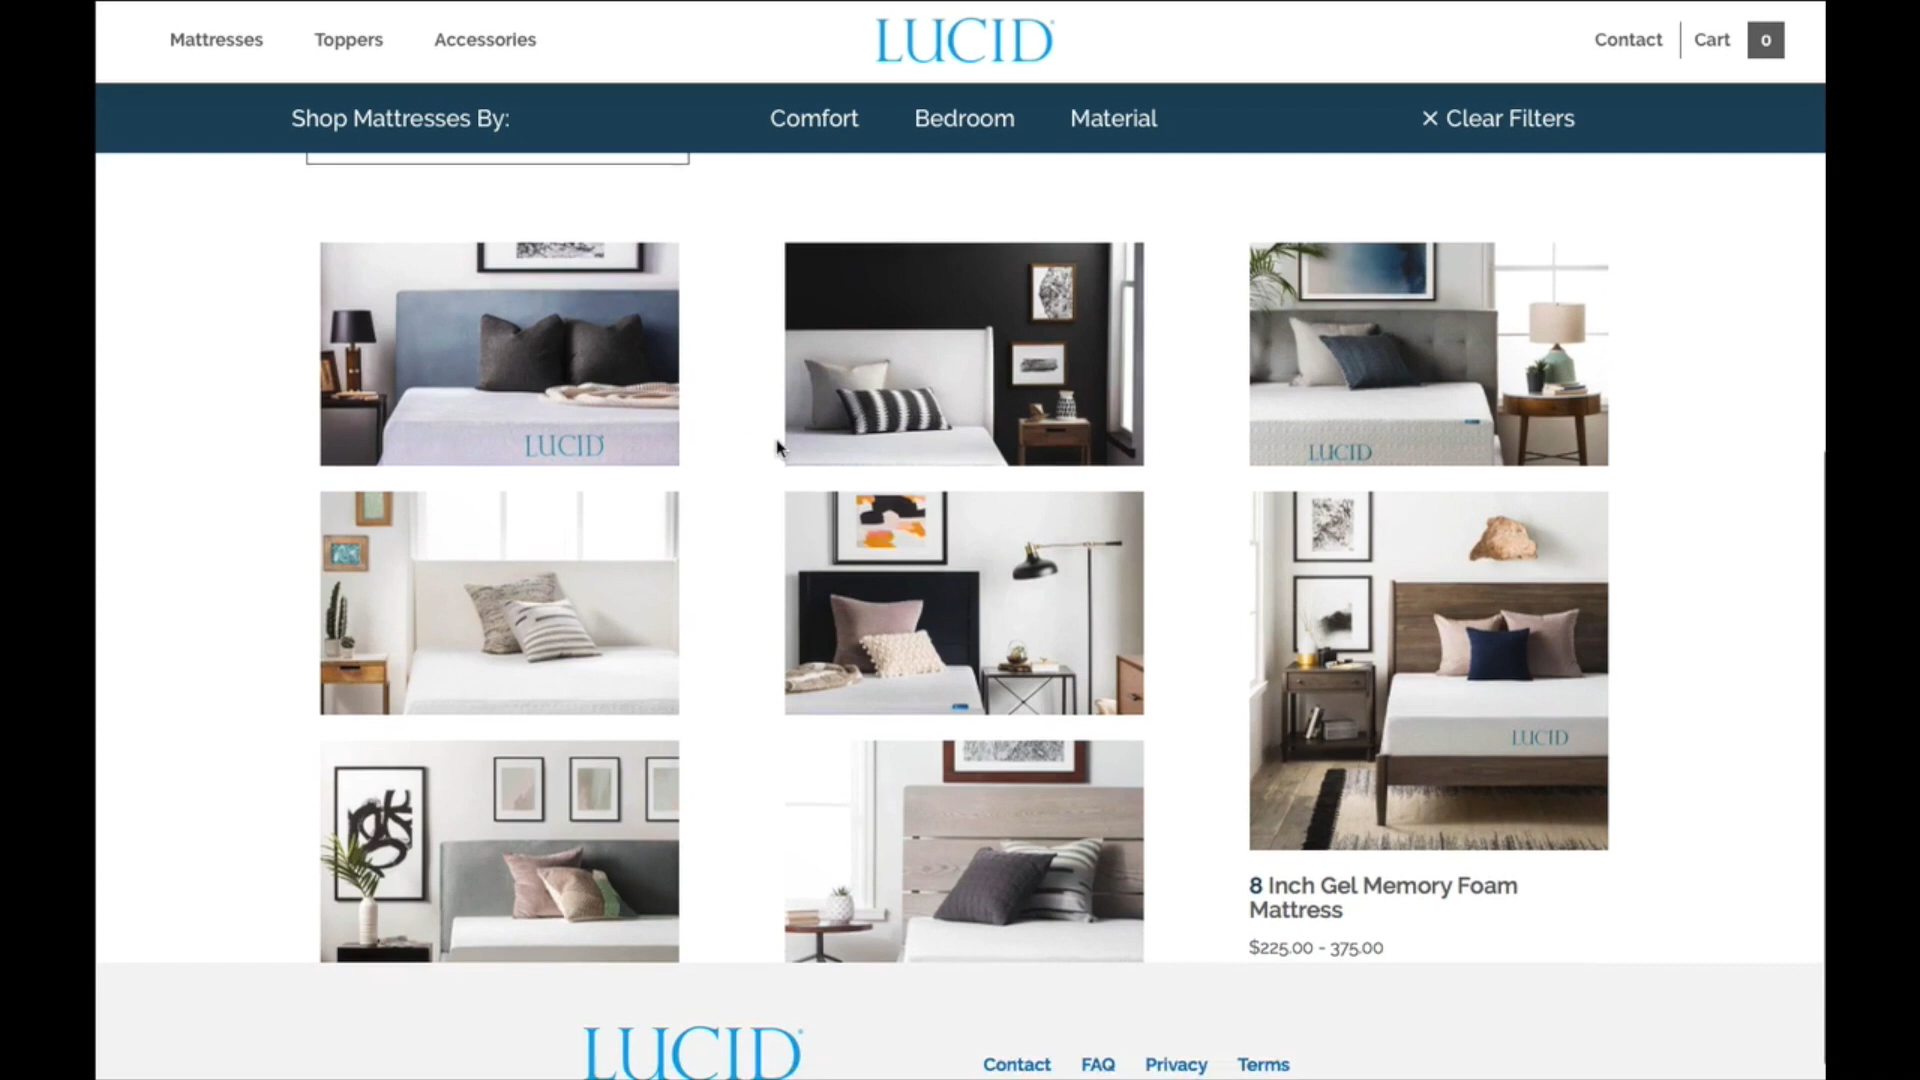 Mattresses Toppers Accessories LUCID Contact Cart 0
Shop Mattresses By: Comfort Bedroom Material × Clear Filters
LUCID
LUCID
LUCID
8 Inch Gel Memory Foam
Mattress
$225.00 - 375.00
LUCID
Contact FAQ Privacy Terms